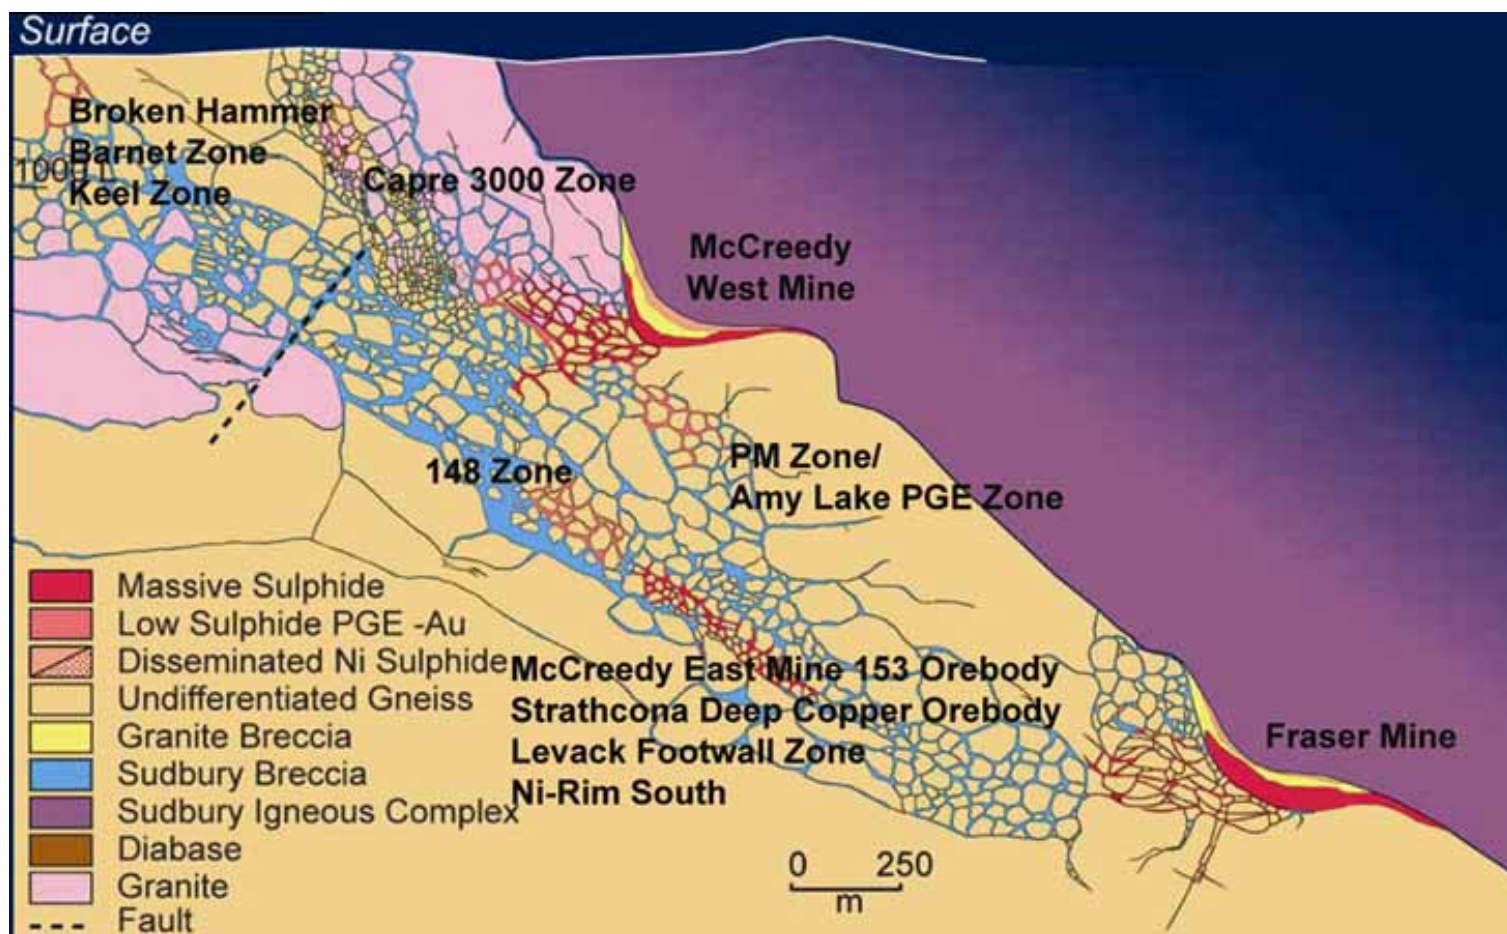 Surface
Broken Hammer
Barnet Zone
Keel Zone
Capre 3000 Zone
McCreedy
West Mine
148 Zone
PM Zone/
Amy Lake PGE Zone
McCreedy East Mine 153 Orebody
Strathcona Deep Copper Orebody
Levack Footwall Zone
Ni-Rim South
Fraser Mine
Massive Sulphide
Low Sulphide PGE -Au
Disseminated Ni Sulphide
Undifferentiated Gneiss
Granite Breccia
Sudbury Breccia
Sudbury Igneous Complex
Diabase
Granite
Fault
0 250
m